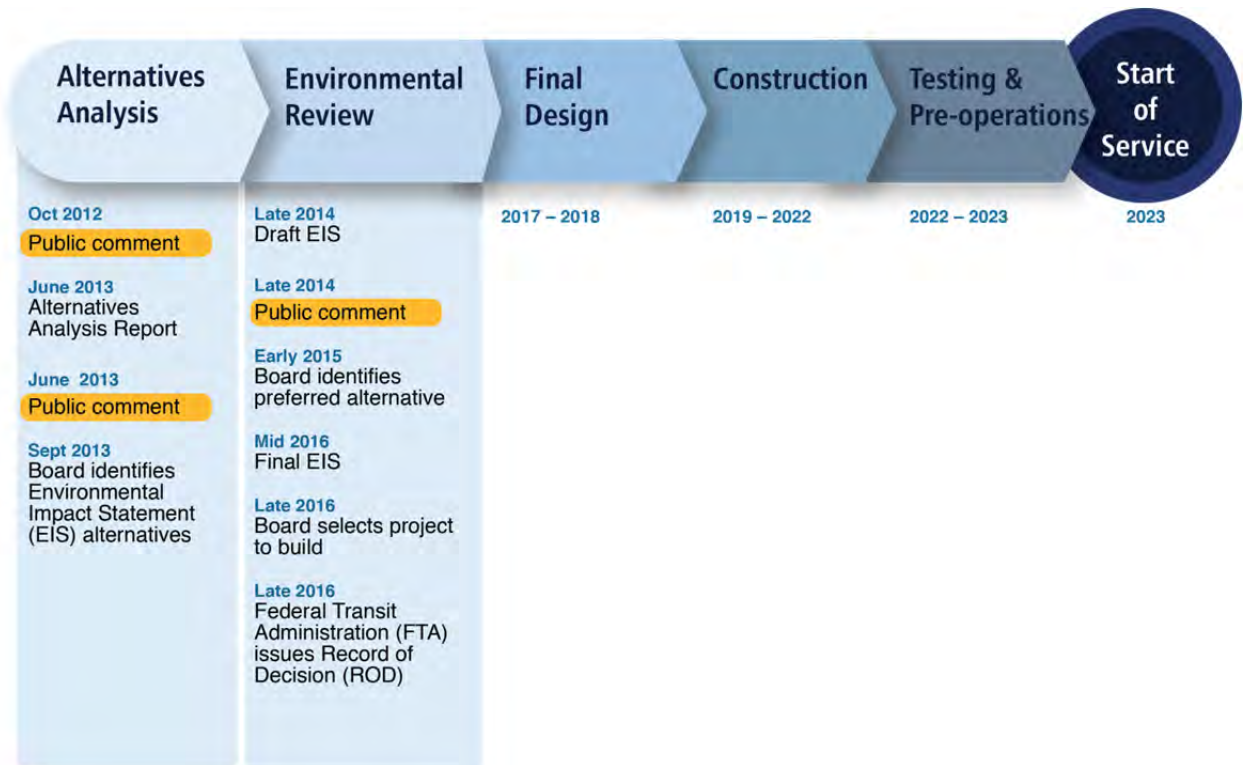 Alternatives
Analysis
Environmental
Review
Final
Design
Construction
Testing &
Pre-operations
Start
of
Service
Oct 2012
Public comment
June 2013
Alternatives
Analysis Report
June 2013
Public comment
Sept 2013
Board identifies
Environmental
Impact Statement
(EIS) alternatives
Late 2014
Draft EIS
Late 2014
Public comment
Early 2015
Board identifies
preferred alternative
Mid 2016
Final EIS
Late 2016
Board selects project
to build
Late 2016
Federal Transit
Administration (FTA)
issues Record of
Decision (ROD)
2017 – 2018
2019 – 2022
2022 – 2023
2023